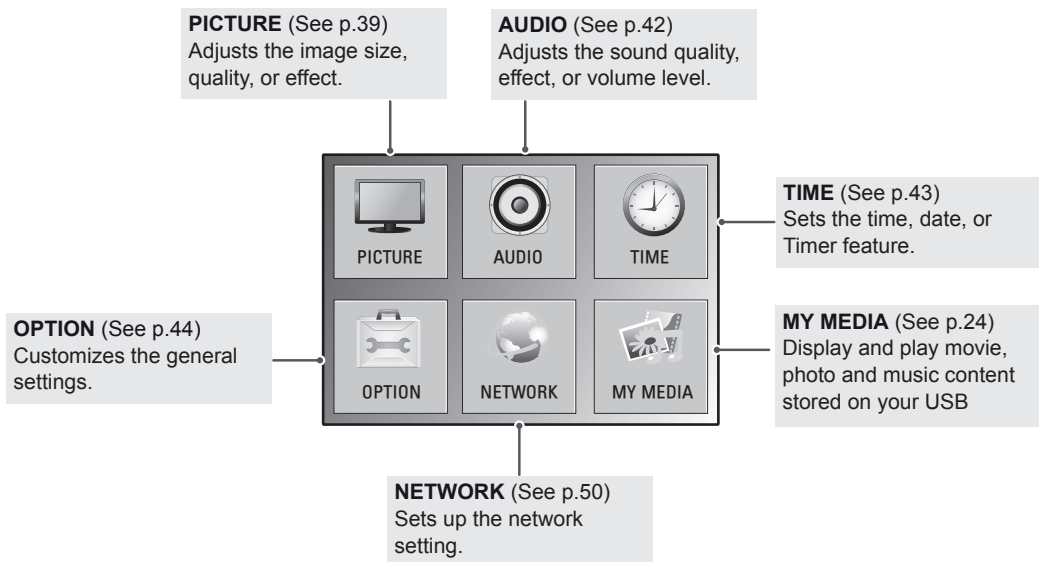 PICTURE (See p.39)
Adjusts the image size,
quality, or effect.
AUDIO (See p.42)
Adjusts the sound quality,
effect, or volume level.
PICTURE
AUDIO
TIME
TIME (See p.43)
Sets the time, date, or
Timer feature.
OPTION (See p.44)
Customizes the general
settings.
OPTION
NETWORK
MY MEDIA
MY MEDIA (See p.24)
Display and play movie,
photo and music content
stored on your USB
NETWORK (See p.50)
Sets up the network
setting.